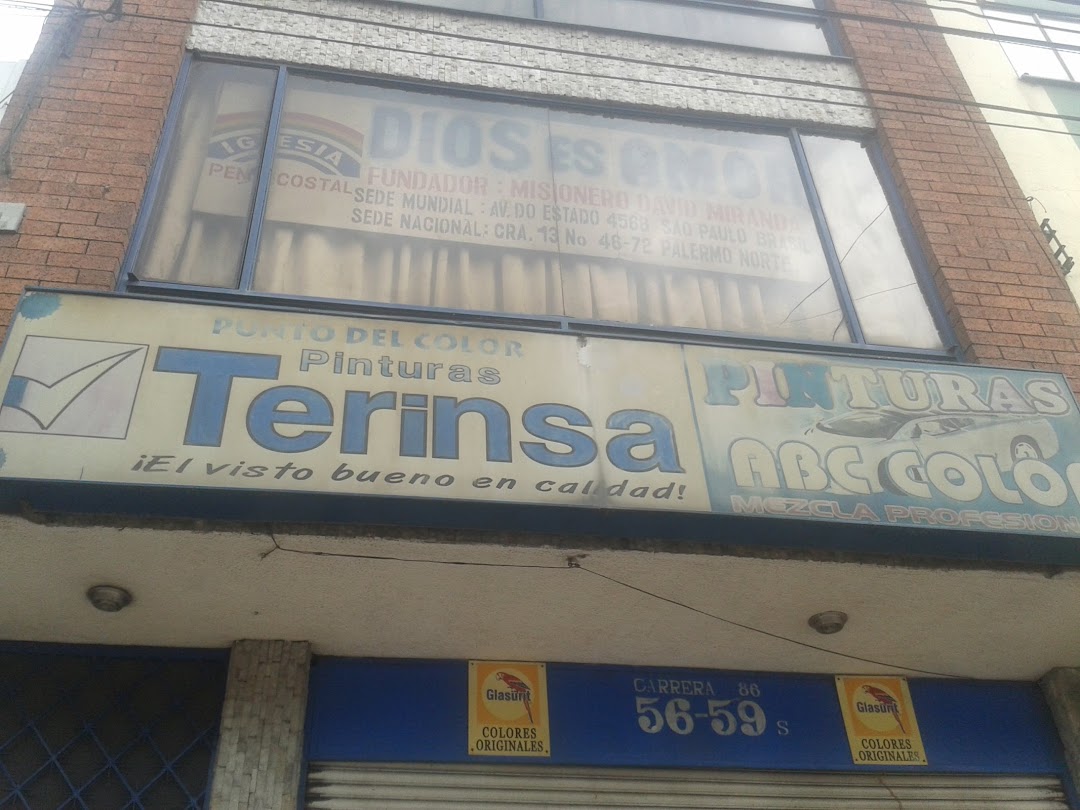 IGLESIA
PENTECOSTAL
DIOS ES AMOR
FUNDADOR : MISIONERO DAVID MIRANDA
SEDE MUNDIAL : AV. DO ESTADO 4568 SAO PAULO BRASIL
SEDE NACIONAL: CRA. 13 No 46-72 PALERMO NORTE
PUNTO DEL COLOR
Pinturas
Terinsa
¡El visto bueno en calidad!
PINTURAS
ABC COLOR
MEZCLA PROFESION
Glasurit
COLORES
ORIGINALES
CARRERA 86
56-59 S
Glasurit
COLORES
ORIGINALES